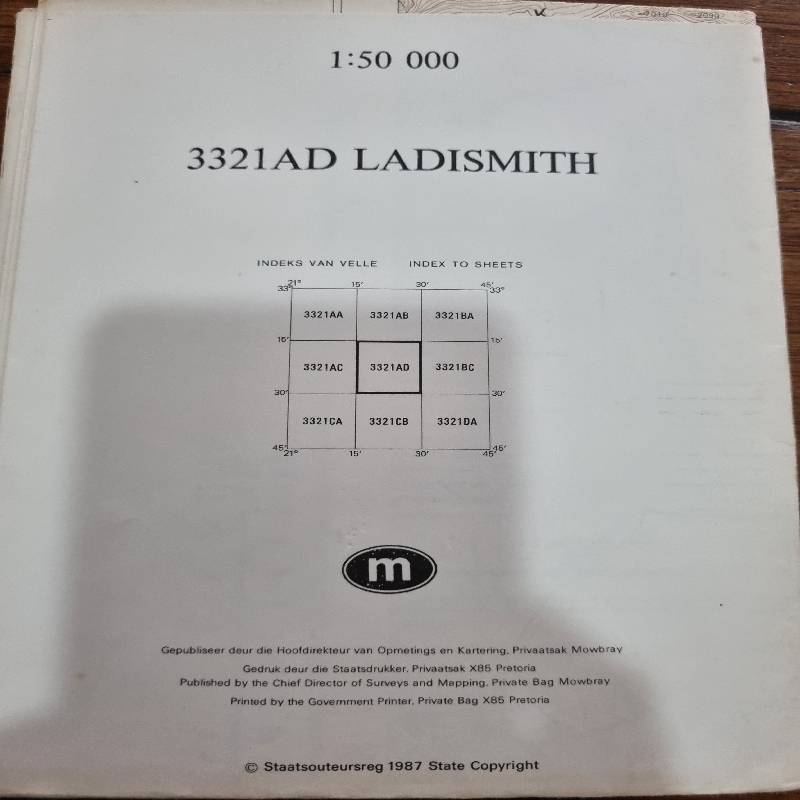 2010 2090
1:50 000
3321AD LADISMITH
INDEKS VAN VELLE INDEX TO SHEETS
21° 15' 30' 45'
33° 33°
3321AA 3321AB 3321BA
15' 15'
3321AC 3321AD 3321BC
30' 30'
3321CA 3321CB 3321DA
45' 45'
21° 15' 30' 45'
m
Gepubliseer deur die Hoofdirekteur van Opmetings en Kartering, Privaatsak Mowbray
Gedruk deur die Staatsdrukker, Privaatsak X85 Pretoria
Published by the Chief Director of Surveys and Mapping, Private Bag Mowbray
Printed by the Government Printer, Private Bag X85 Pretoria
© Staatsouteursreg 1987 State Copyright